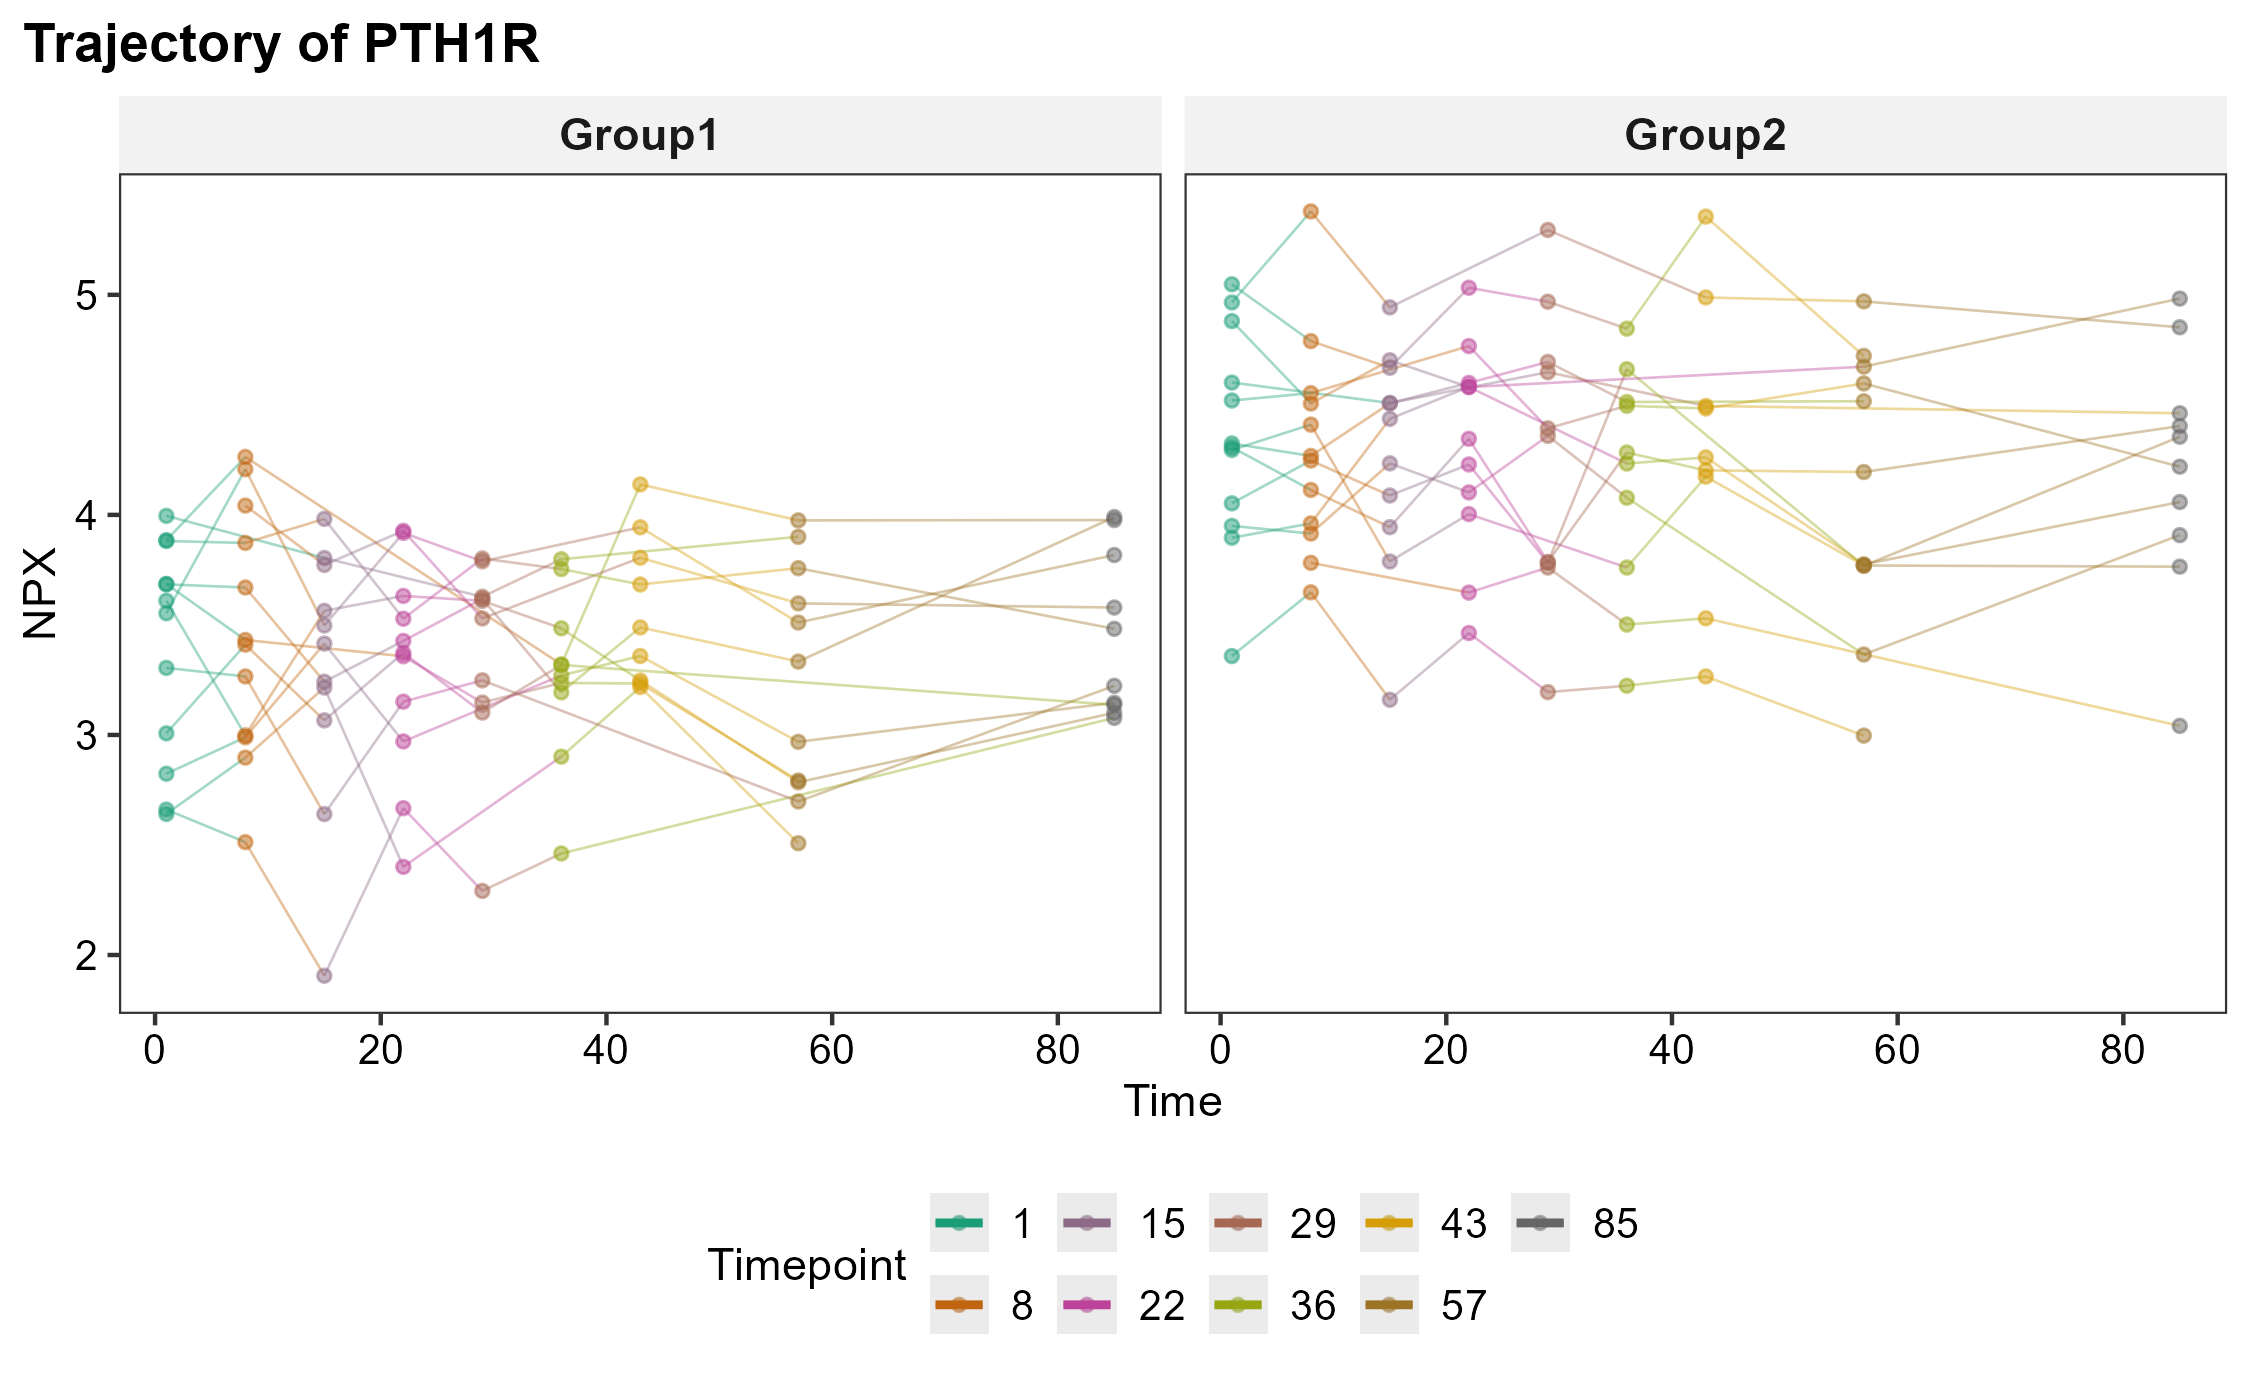 Trajectory of PTH1R
Group1 Group2
NPX
5
4
3
2
0 20 40 60 80 0 20 40 60 80
Time
Timepoint
1 15 29 43 85
8 22 36 57